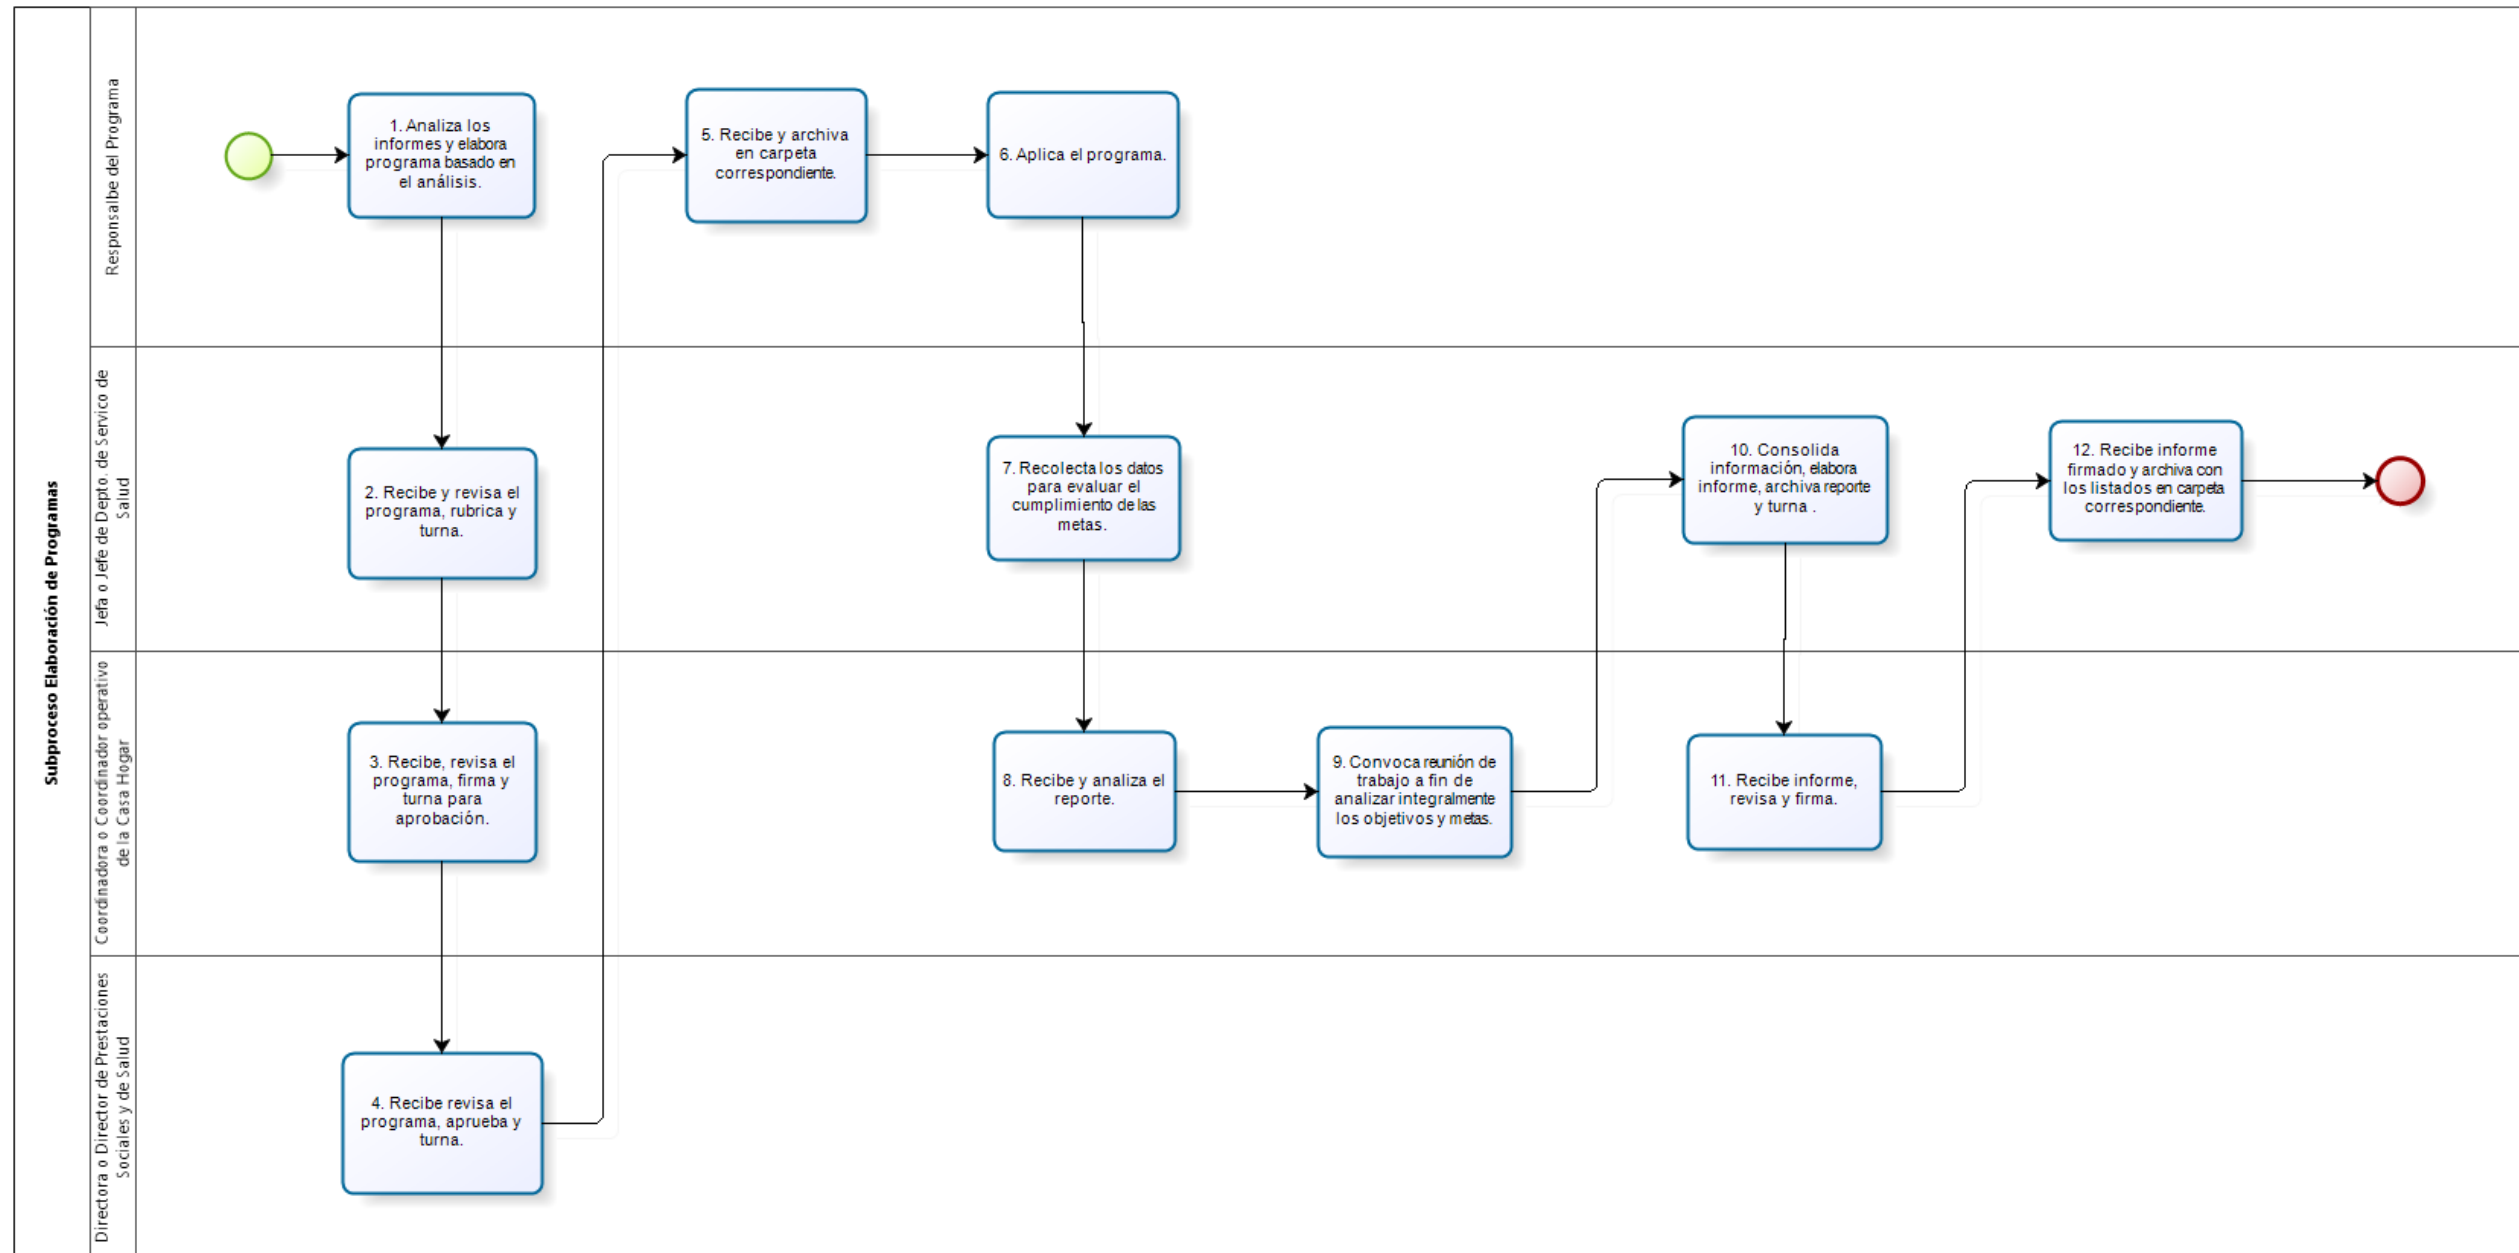 Subproceso Elaboración de Programas
Responsalbe del Programa
1. Analiza los
informes y elabora
programa basado en
el análisis.
5. Recibe y archiva
en carpeta
correspondiente.
6. Aplica el programa.
Jefa o Jefe de Depto. de Servico de
Salud
2. Recibe y revisa el
programa, rubrica y
turna.
7. Recolecta los datos
para evaluar el
cumplimiento de las
metas.
10. Consolida
información, elabora
informe, archiva reporte
y turna .
12. Recibe informe
firmado y archiva con
los listados en carpeta
correspondiente.
Coordinadora o Coordinador operativo
de la Casa Hogar
3. Recibe, revisa el
programa, firma y
turna para
aprobación.
8. Recibe y analiza el
reporte.
9. Convoca reunión de
trabajo a fin de
analizar integralmente
los objetivos y metas.
11. Recibe informe,
revisa y firma.
Directora o Director de Prestaciones
Sociales y de Salud
4. Recibe revisa el
programa, aprueba y
turna.